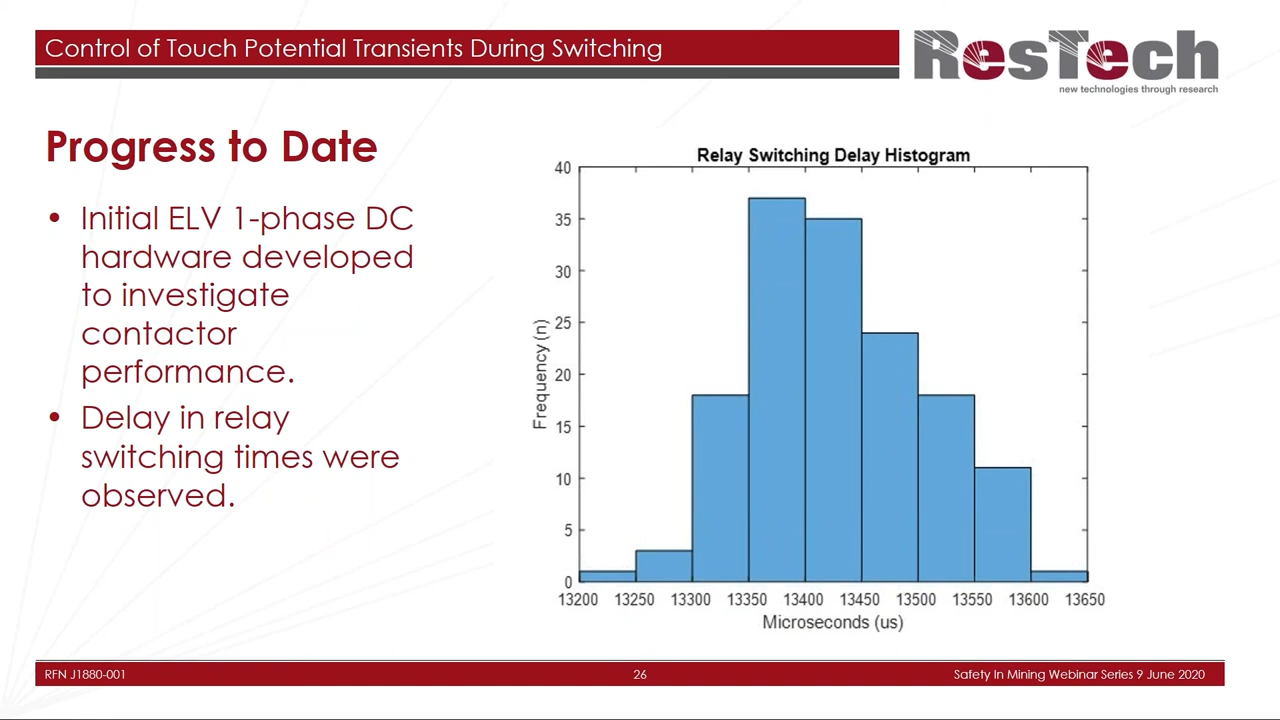 Control of Touch Potential Transients During Switching
ResTech
new technologies through research
Progress to Date
• Initial ELV 1-phase DC
hardware developed
to investigate
contactor
performance.
• Delay in relay
switching times were
observed.
Relay Switching Delay Histogram
Frequency (n)
40
35
30
25
20
15
10
5
0
13200 13250 13300 13350 13400 13450 13500 13550 13600 13650
Microseconds (us)
RFN J1880-001
26
Safety In Mining Webinar Series 9 June 2020